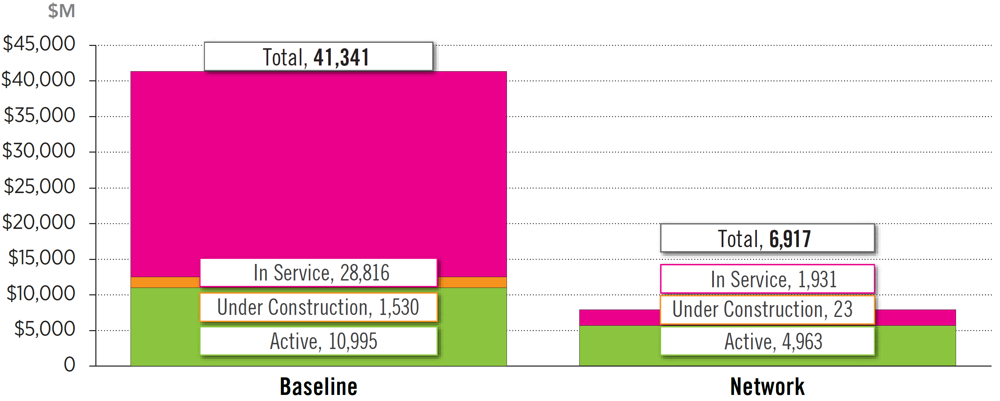 $M
$45,000
$40,000
$35,000
$30,000
$25,000
$20,000
$15,000
$10,000
$5,000
0
Total, 41,341
In Service, 28,816
Under Construction, 1,530
Active, 10,995
Total, 6,917
In Service, 1,931
Under Construction, 23
Active, 4,963
Baseline
Network